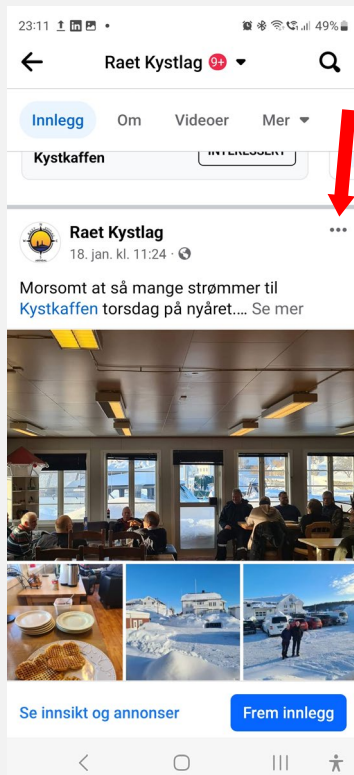 23:11
49%
Raet Kystlag 9+
Innlegg Om Videoer Mer
Kystkaffen INTERESSERT
Raet Kystlag
18. jan. kl. 11:24 ·
Morsomt at så mange strømmer til
Kystkaffen torsdag på nyåret.... Se mer
Se innsikt og annonser Frem innlegg